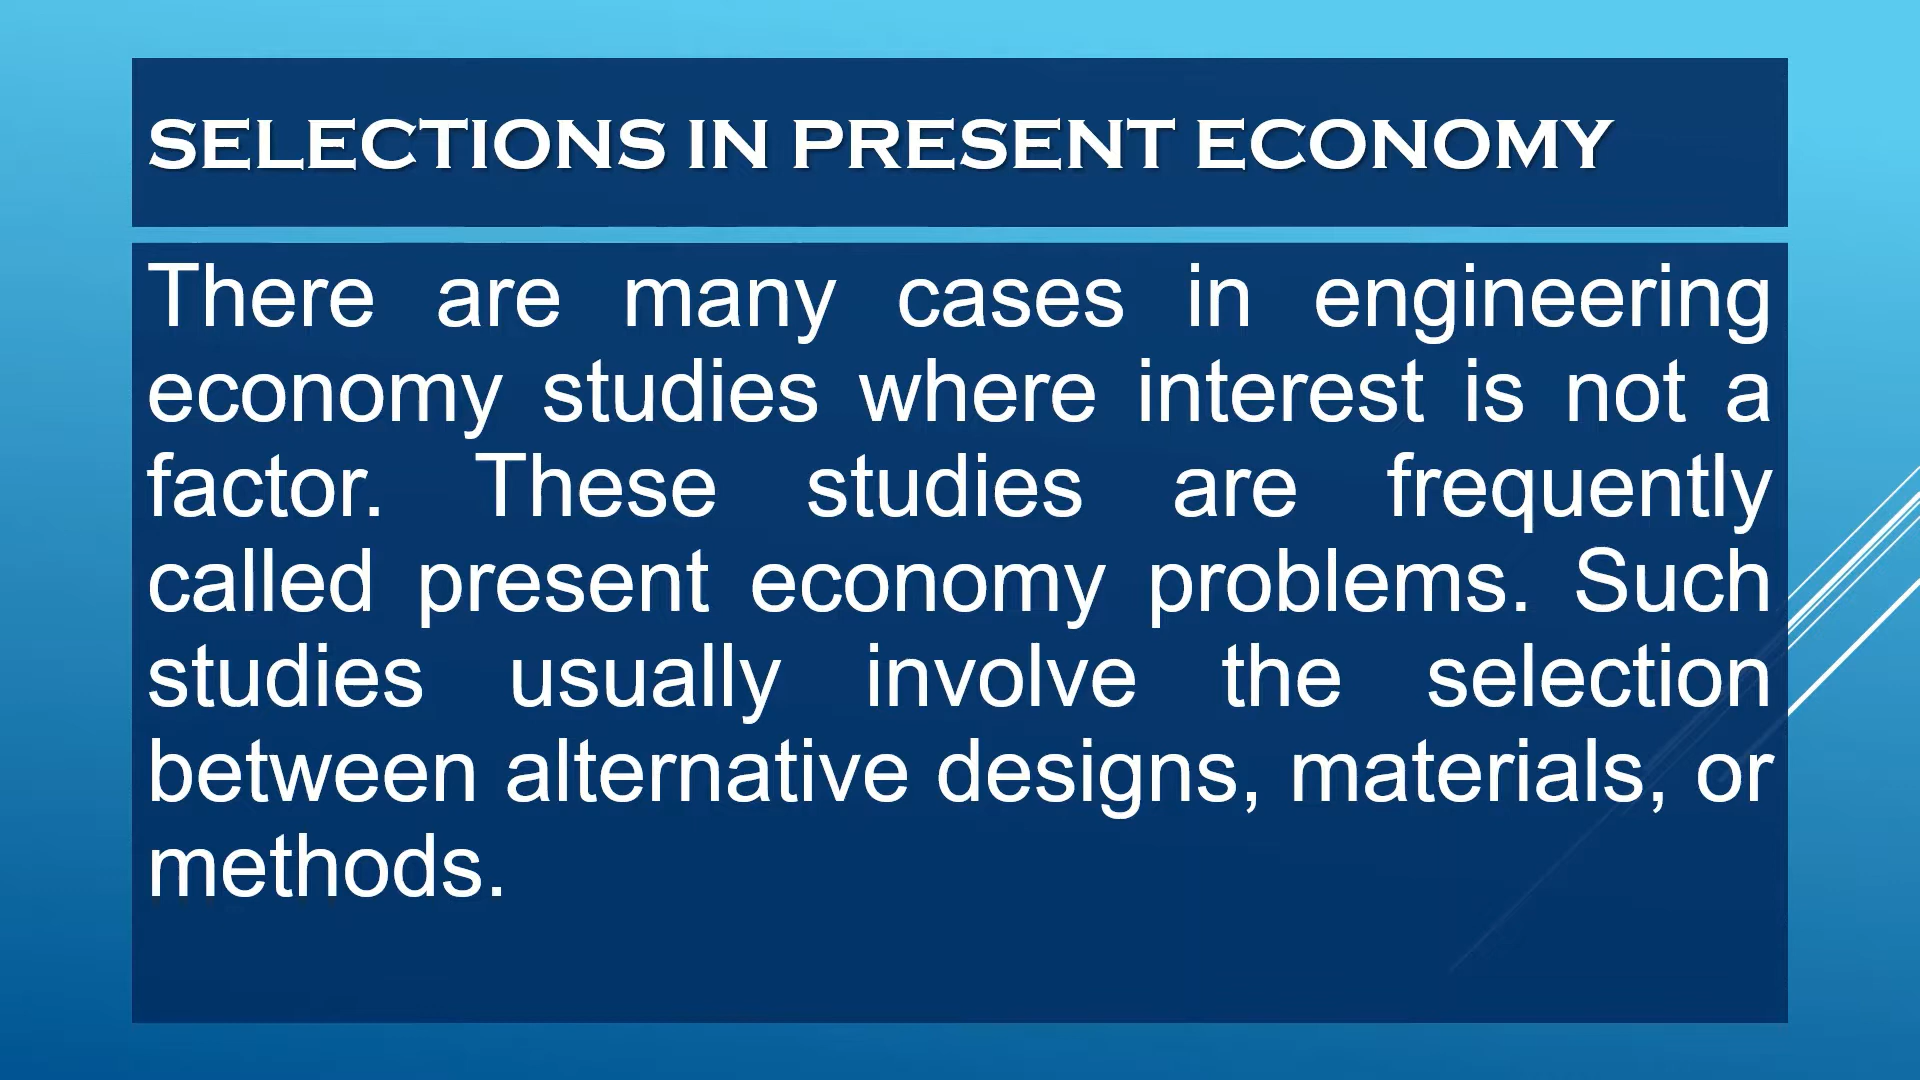 SELECTIONS IN PRESENT ECONOMY
There are many cases in engineering
economy studies where interest is not a
factor. These studies are frequently
called present economy problems. Such
studies usually involve the selection
between alternative designs, materials, or
methods.